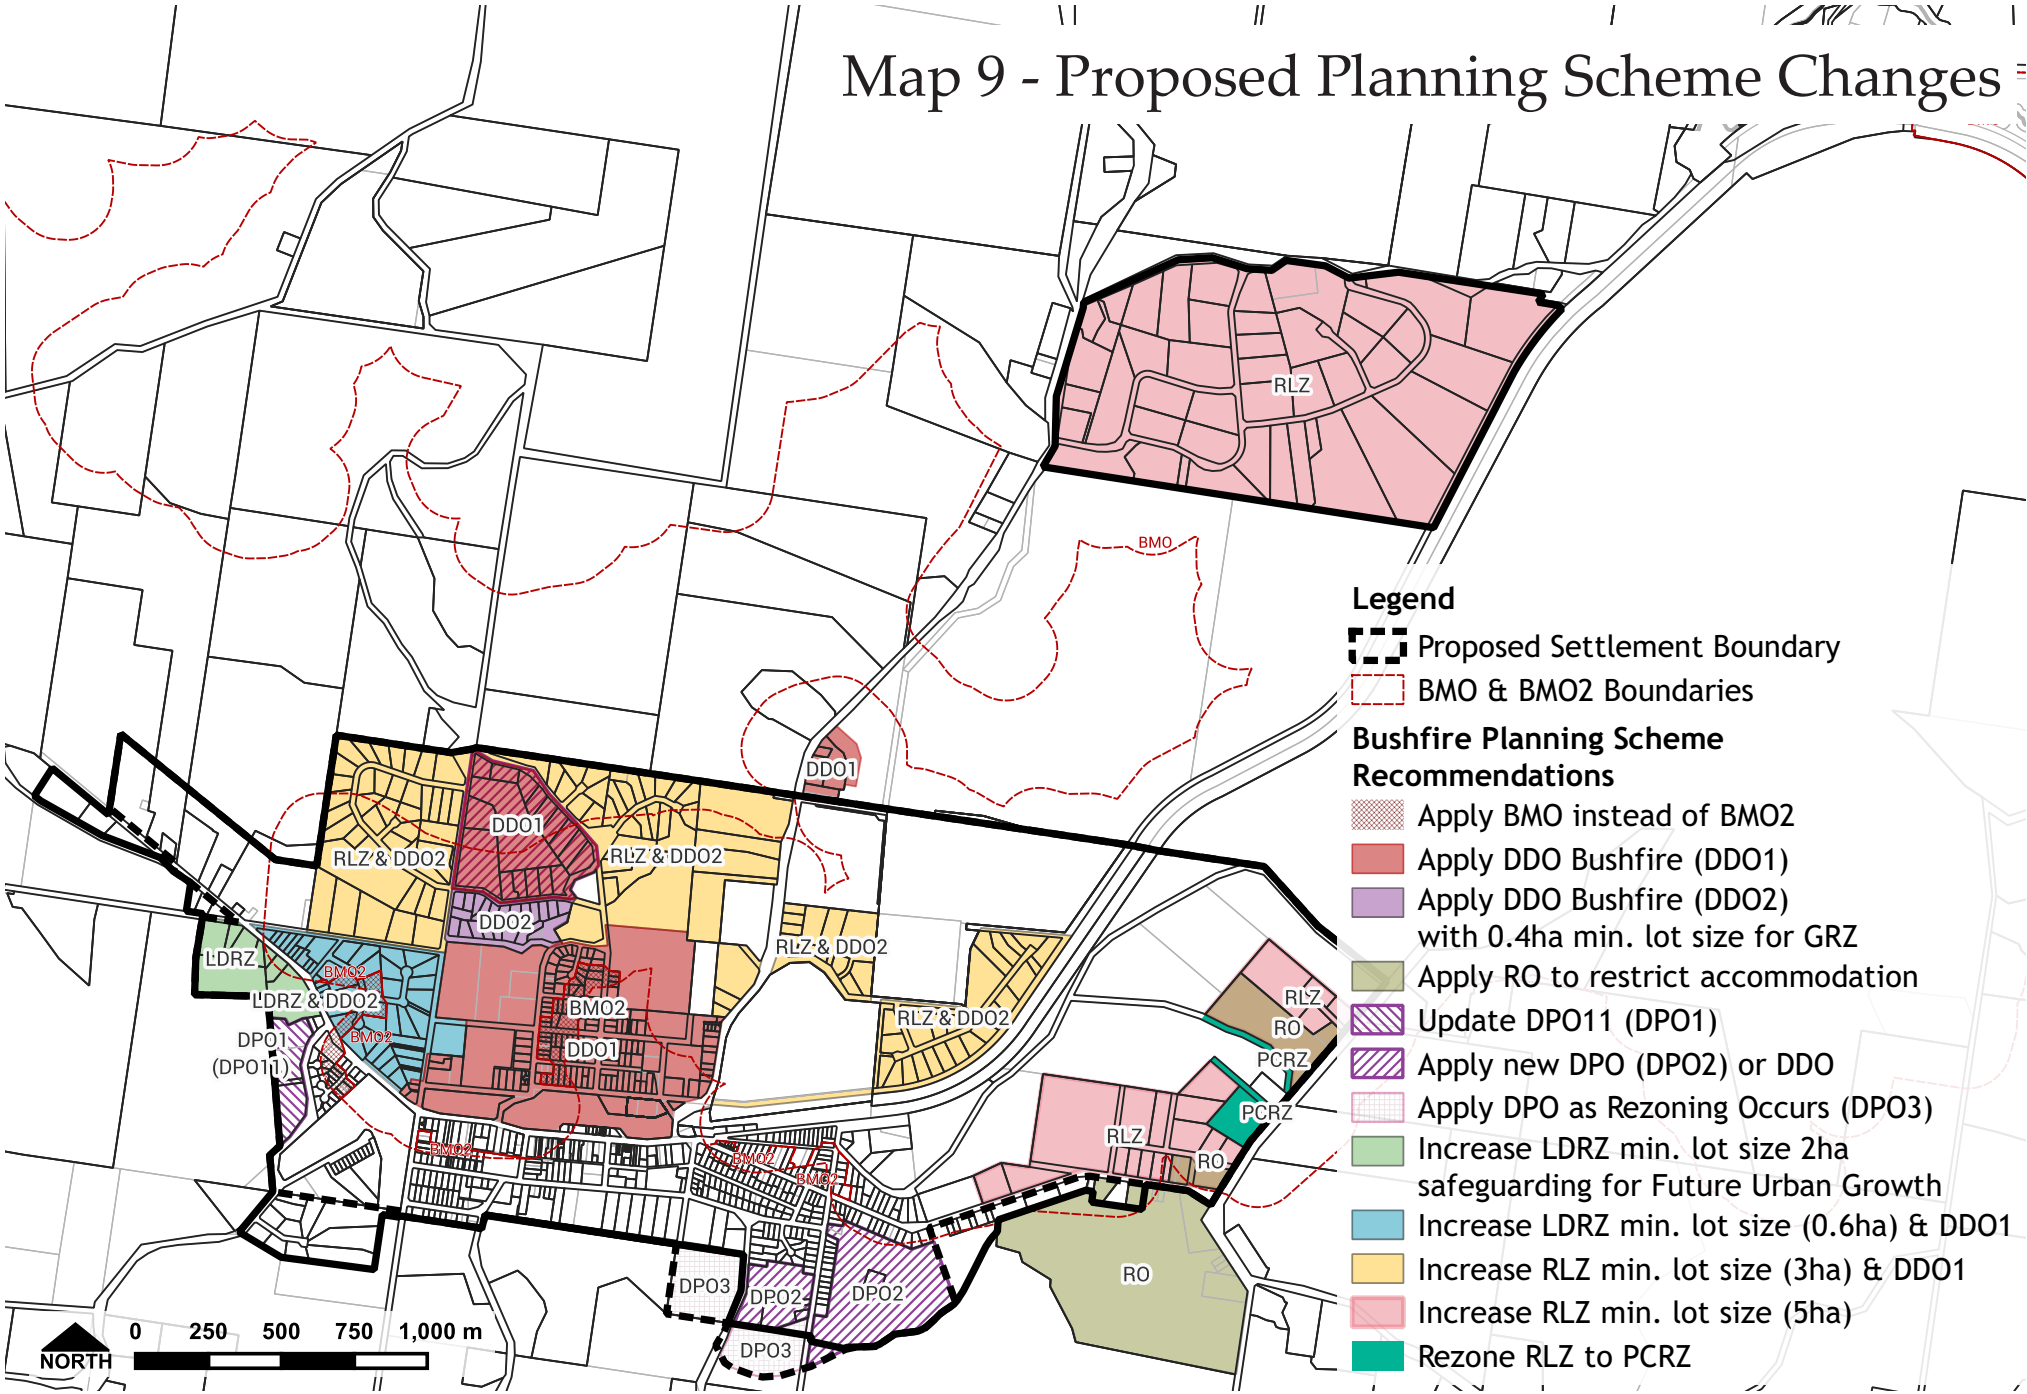 Map 9 - Proposed Planning Scheme Changes
RLZ
BMO
Legend
Proposed Settlement Boundary
BMO & BMO2 Boundaries
Bushfire Planning Scheme
Recommendations
Apply BMO instead of BMO2
Apply DDO Bushfire (DDO1)
Apply DDO Bushfire (DDO2)
with 0.4ha min. lot size for GRZ
Apply RO to restrict accommodation
Update DPO11 (DPO1)
Apply new DPO (DPO2) or DDO
Apply DPO as Rezoning Occurs (DPO3)
Increase LDRZ min. lot size 2ha
safeguarding for Future Urban Growth
Increase LDRZ min. lot size (0.6ha) & DDO1
Increase RLZ min. lot size (3ha) & DDO1
Increase RLZ min. lot size (5ha)
Rezone RLZ to PCRZ
DDO1
DDO1
RLZ & DDO2
RLZ & DDO2
DDO2
RLZ & DDO2
LDRZ
BMO2
LDRZ & DDO2
BMO2
RLZ & DDO2
RLZ
RO
BMO2
DPO1
(DPO11)
DDO1
PCRZ
PCRZ
RLZ
BMO2
BMO2
RO
BMO2
DPO3
DPO2
DPO2
RO
DPO3
0 250 500 750 1,000 m
NORTH